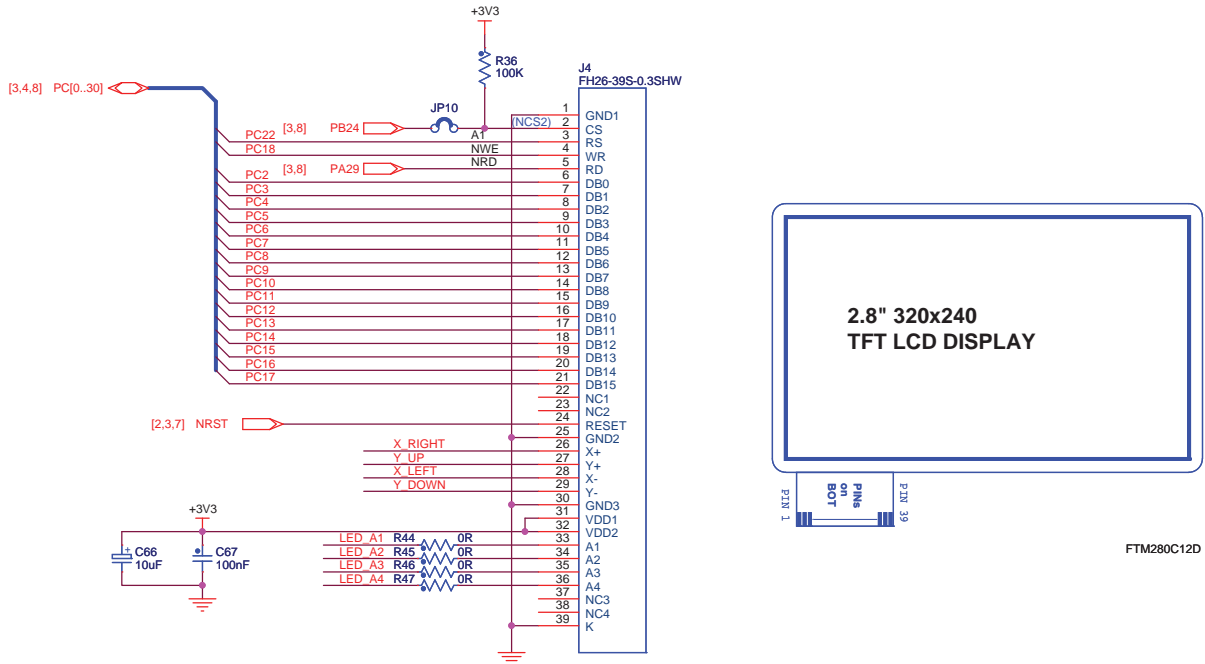 +3V3
R36
100K
J4
FH26-39S-0.3SHW
[3,4,8] PC[0..30]
JP10
[3,8] PB24
(NCS2)
1 GND1
2 CS
PC22 A1 3 RS
PC18 NWE 4 WR
[3,8] PA29 NRD 5 RD
PC2 6 DB0
PC3 7 DB1
PC4 8 DB2
PC5 9 DB3
PC6 10 DB4
PC7 11 DB5
PC8 12 DB6
PC9 13 DB7
PC10 14 DB8
PC11 15 DB9
PC12 16 DB10
PC13 17 DB11
PC14 18 DB12
PC15 19 DB13
PC16 20 DB14
PC17 21 DB15
22 NC1
23 NC2
[2,3,7] NRST 24 RESET
25 GND2
X_RIGHT 26 X+
Y_UP 27 Y+
X_LEFT 28 X-
Y_DOWN 29 Y-
30 GND3
+3V3
31 VDD1
32 VDD2
LED_A1 R44 0R 33 A1
LED_A2 R45 0R 34 A2
LED_A3 R46 0R 35 A3
LED_A4 R47 0R 36 A4
37 NC3
38 NC4
39 K
C66
10uF
C67
100nF
2.8" 320x240
TFT LCD DISPLAY
PIN 1
PINs
on
BOT
PIN 39
FTM280C12D